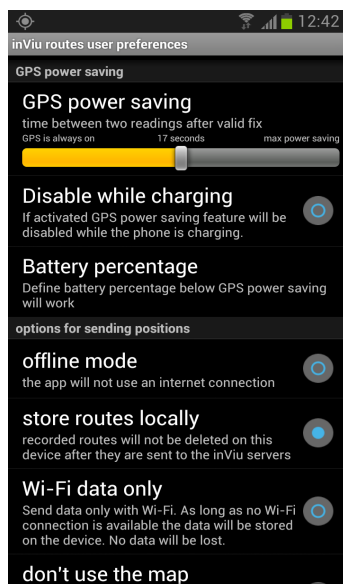 12:42
inViu routes user preferences
GPS power saving
GPS power saving
time between two readings after valid fix
GPS is always on 17 seconds max power saving
Disable while charging
If activated GPS power saving feature will be
disabled while the phone is charging.
Battery percentage
Define battery percentage below GPS power saving
will work
options for sending positions
offline mode
the app will not use an internet connection
store routes locally
recorded routes will not be deleted on this
device after they are sent to the inViu servers
Wi-Fi data only
Send data only with Wi-Fi. As long as no Wi-Fi
connection is available the data will be stored
on the device. No data will be lost.
don't use the map